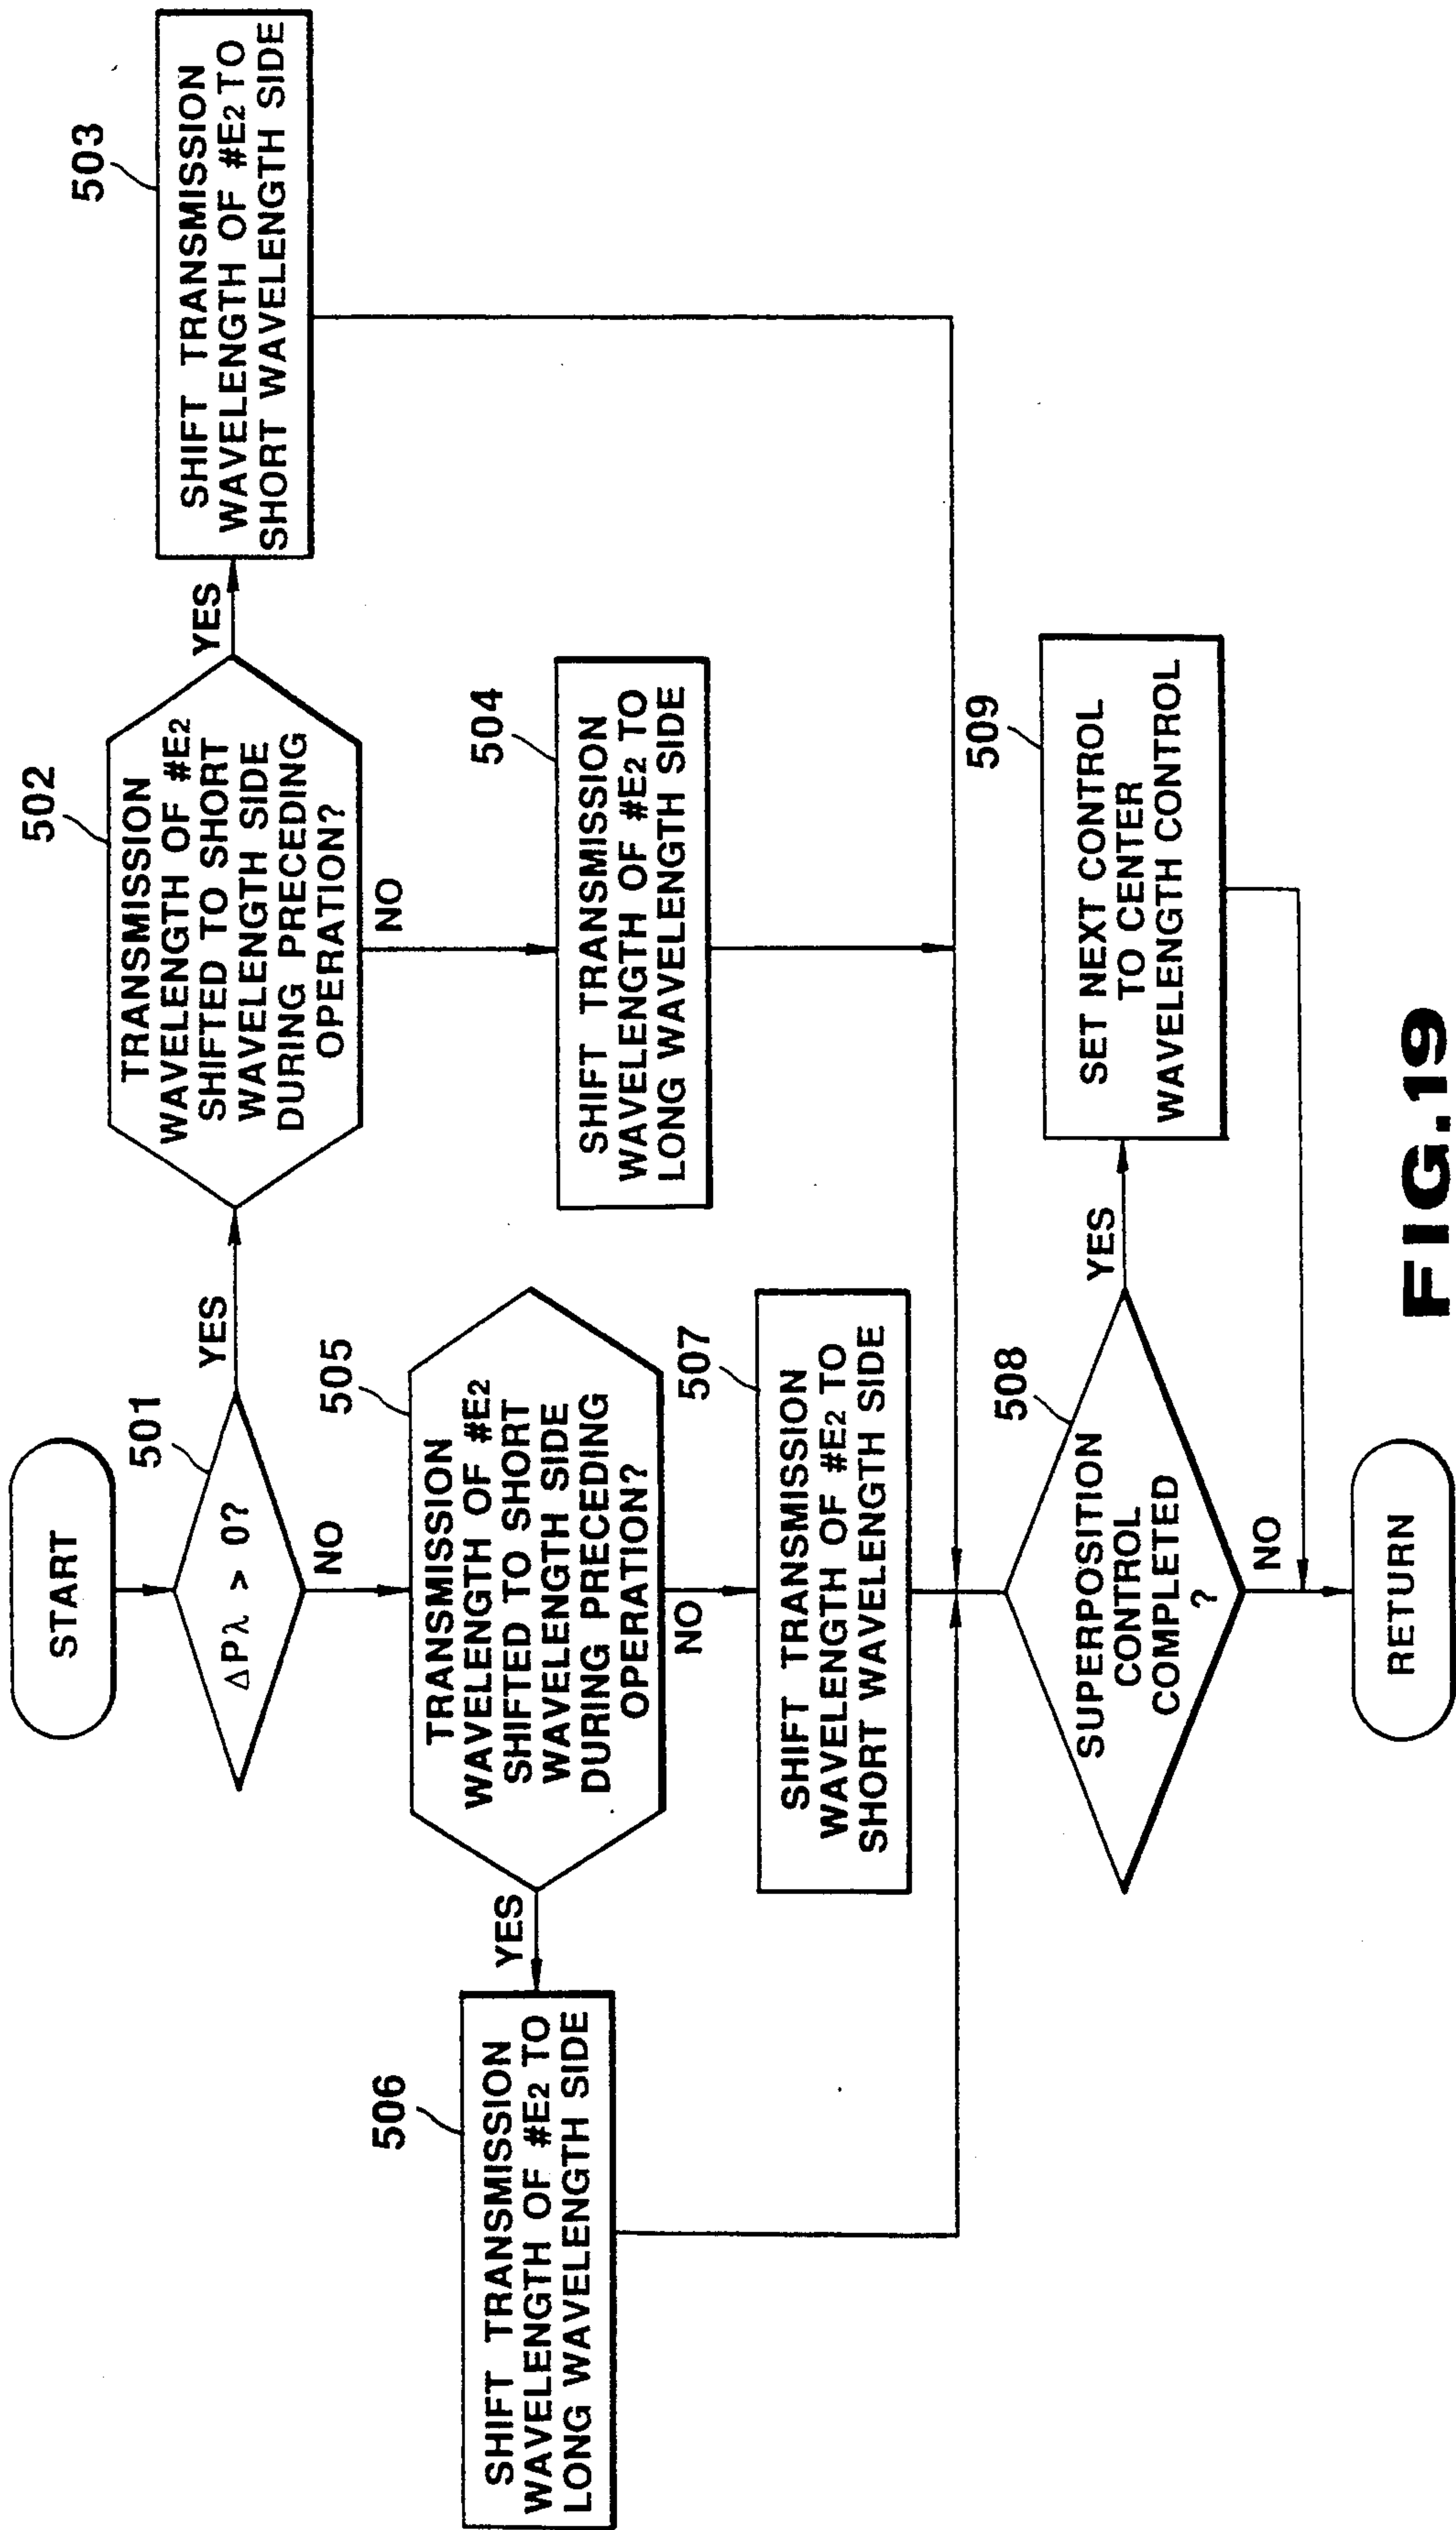 START
501
ΔPλ > 0?
YES
NO
502
TRANSMISSION
WAVELENGTH OF #E2
SHIFTED TO SHORT
WAVELENGTH SIDE
DURING PRECEDING
OPERATION?
YES
NO
503
SHIFT TRANSMISSION
WAVELENGTH OF #E2 TO
SHORT WAVELENGTH SIDE
504
SHIFT TRANSMISSION
WAVELENGTH OF #E2 TO
LONG WAVELENGTH SIDE
505
TRANSMISSION
WAVELENGTH OF #E2
SHIFTED TO SHORT
WAVELENGTH SIDE
DURING PRECEDING
OPERATION?
YES
NO
506
SHIFT TRANSMISSION
WAVELENGTH OF #E2 TO
LONG WAVELENGTH SIDE
507
SHIFT TRANSMISSION
WAVELENGTH OF #E2 TO
SHORT WAVELENGTH SIDE
508
SUPERPOSITION
CONTROL
COMPLETED
?
YES
NO
509
SET NEXT CONTROL
TO CENTER
WAVELENGTH CONTROL
RETURN
FIG.19